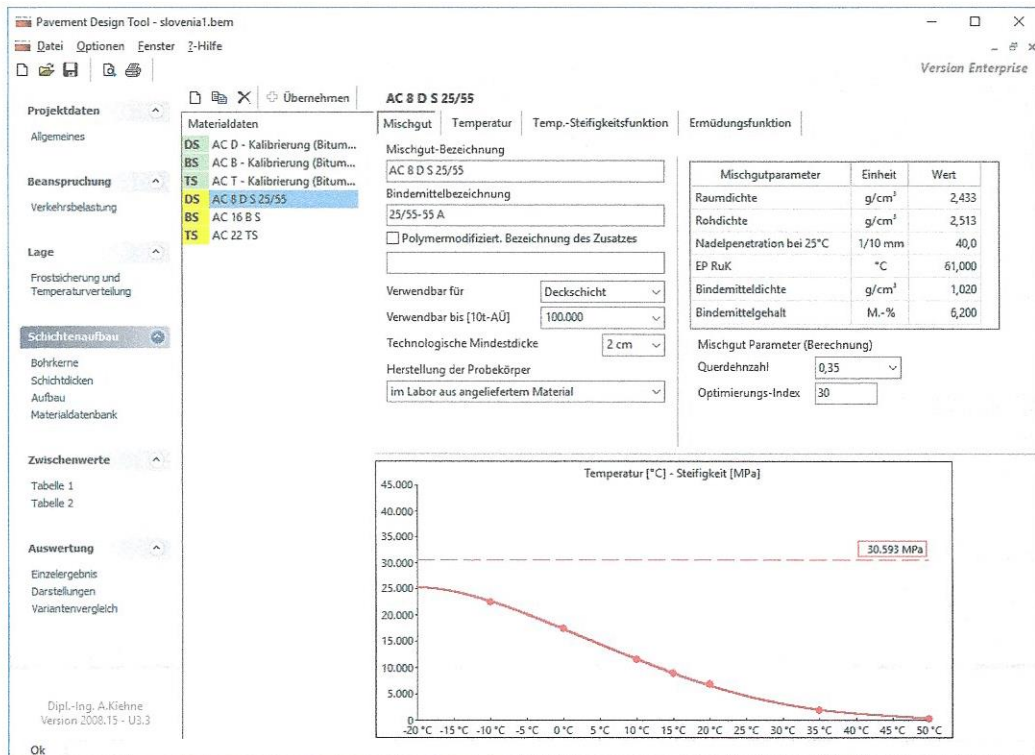 Pavement Design Tool - slovenia1.bem
Datei Optionen Fenster ?-Hilfe
Version Enterprise
Projektdaten
Allgemeines
Beanspruchung
Verkehrsbelastung
Lage
Frostsicherung und
Temperaturverteilung
Schichtenaufbau
Bohrkerne
Schichtdicken
Aufbau
Materialdatenbank
Zwischenwerte
Tabelle 1
Tabelle 2
Auswertung
Einzelergebnis
Darstellungen
Variantenvergleich
Dipl.-Ing. A.Kiehne
Version 2008.15 - U3.3
Ok
Übernehmen
Materialdaten
DS AC D - Kalibrierung (Bitum...
BS AC B - Kalibrierung (Bitum...
TS AC T - Kalibrierung (Bitum...
DS AC 8 D S 25/55
BS AC 16 B S
TS AC 22 TS
AC 8 D S 25/55
Mischgut Temperatur Temp.-Steifigkeitsfunktion Ermüdungsfunktion
Mischgut-Bezeichnung
AC 8 D S 25/55
Bindemittelbezeichnung
25/55-55 A
Polymermodifiziert. Bezeichnung des Zusatzes
Verwendbar für Deckschicht
Verwendbar bis [10t-AÜ] 100.000
Technologische Mindestdicke 2 cm
Herstellung der Probekörper
im Labor aus angeliefertem Material
Mischgutparameter Einheit Wert
Raumdichte g/cm³ 2,433
Rohdichte g/cm³ 2,513
Nadelpenetration bei 25°C 1/10 mm 40,0
EP RuK °C 61,000
Bindemitteldichte g/cm³ 1,020
Bindemittelgehalt M.-% 6,200
Mischgut Parameter (Berechnung)
Querdehnzahl 0,35
Optimierungs-Index 30
Temperatur [°C] - Steifigkeit [MPa]
45.000
40.000
35.000
30.593 MPa
30.000
25.000
20.000
15.000
10.000
5.000
0
-20 °C -15 °C -10 °C -5 °C 0 °C 5 °C 10 °C 15 °C 20 °C 25 °C 30 °C 35 °C 40 °C 45 °C 50 °C